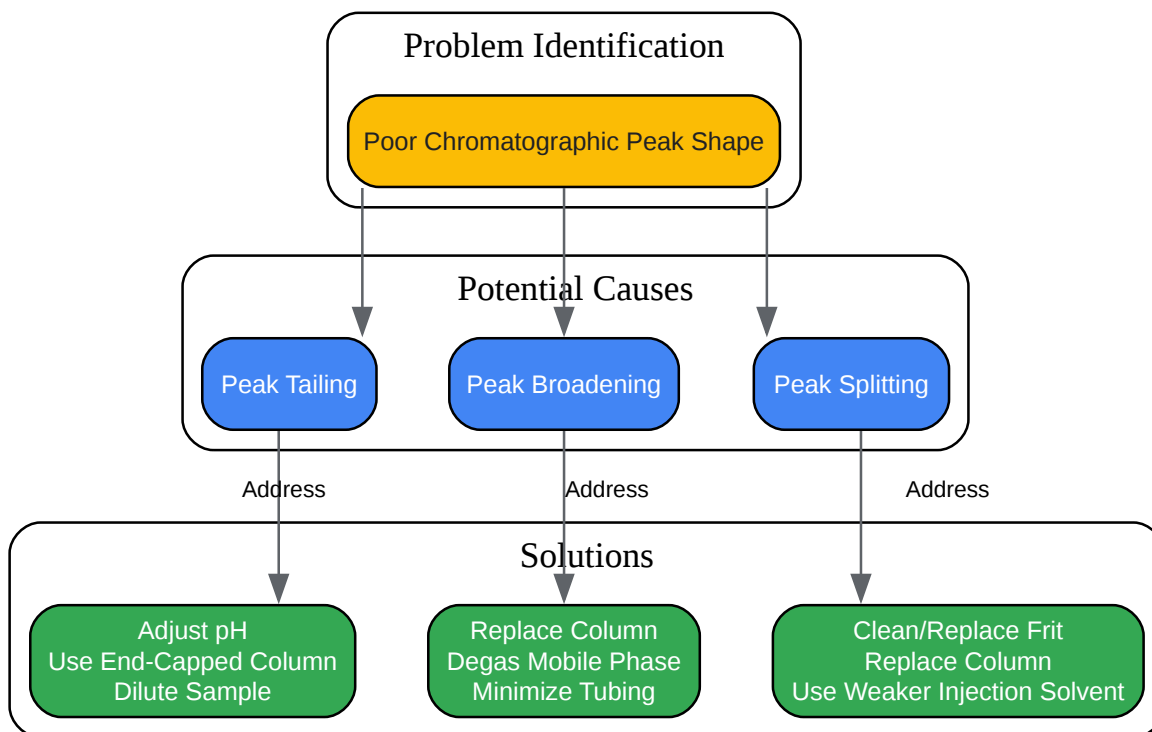 Problem Identification
Poor Chromatographic Peak Shape
Potential Causes
Peak Tailing
Peak Broadening
Peak Splitting
Address
Address
Address
Solutions
Adjust pH
Use End-Capped Column
Dilute Sample
Replace Column
Degas Mobile Phase
Minimize Tubing
Clean/Replace Frit
Replace Column
Use Weaker Injection Solvent